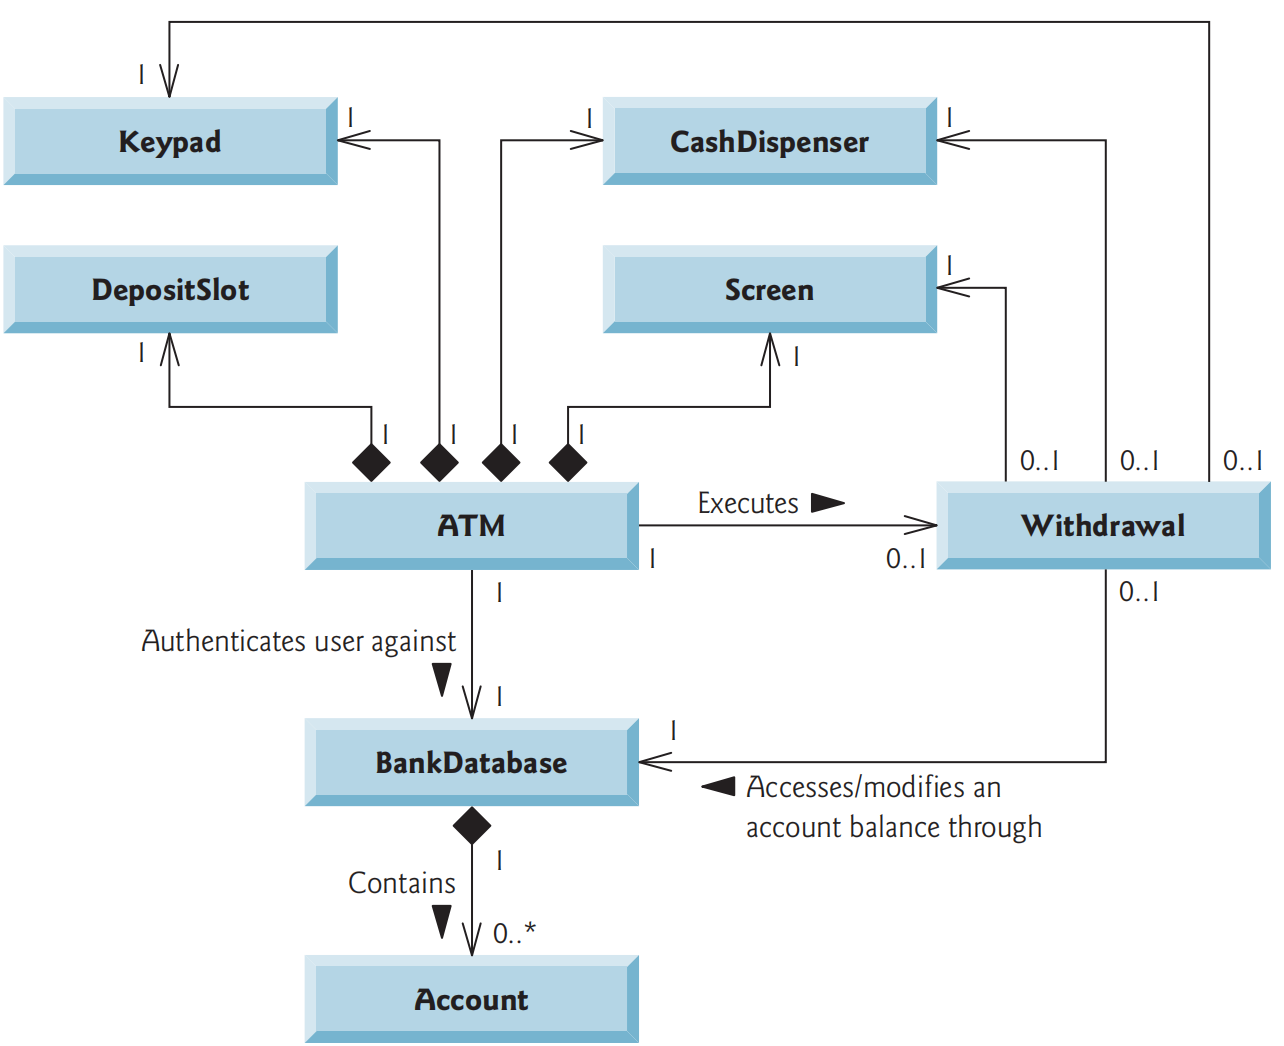 1
Keypad
1
1
CashDispenser
1
DepositSlot
1
Screen
1
1
1
1
1
1
1
0..1
0..1
0..1
ATM
Executes
1
0..1
Withdrawal
1
0..1
Authenticates user against
1
BankDatabase
1
Accesses/modifies an
account balance through
1
Contains
0..*
Account